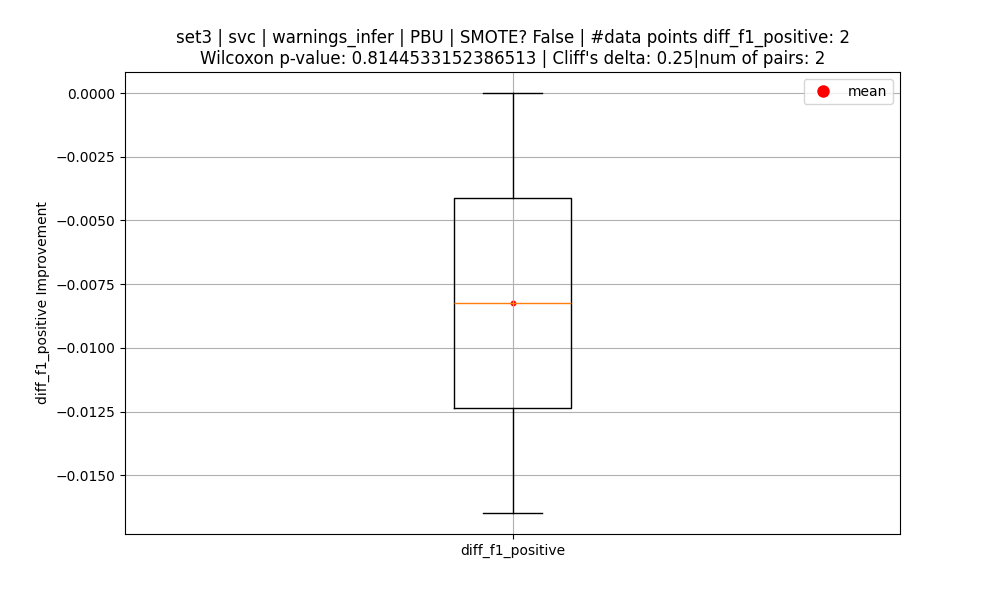 set3 | svc | warnings_infer | PBU | SMOTE? False | #data points diff_f1_positive: 2
Wilcoxon p-value: 0.8144533152386513 | Cliff's delta: 0.25|num of pairs: 2
mean
0.0000
−0.0025
−0.0050
−0.0075
−0.0100
−0.0125
−0.0150
diff_f1_positive Improvement
diff_f1_positive